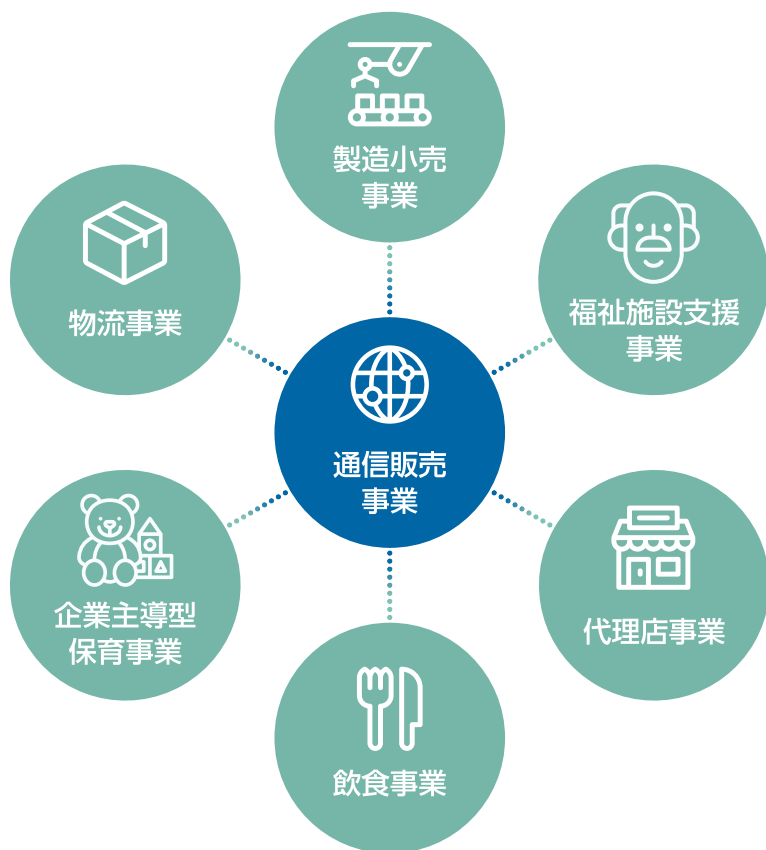 製造小売
事業
物流事業
福祉施設支援
事業
通信販売
事業
企業主導型
保育事業
代理店事業
飲食事業